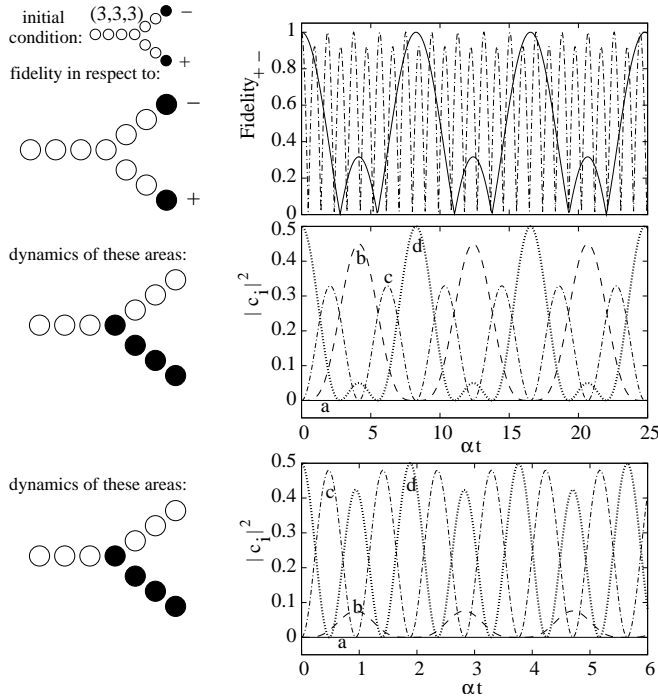 initial (3,3,3) −
condition: +
fidelity in respect to:
−
+
Fidelity+ −
1
0.8
0.6
0.4
0.2
0
dynamics of these areas:
| c i | 2
0.5
0.4
0.3
0.2
0.1
0
b
d
c
a
0 5 10 15 20 25
αt
dynamics of these areas:
| c i | 2
0.5
0.4
0.3
0.2
0.1
0
c
d
b
a
0 1 2 3 4 5 6
αt